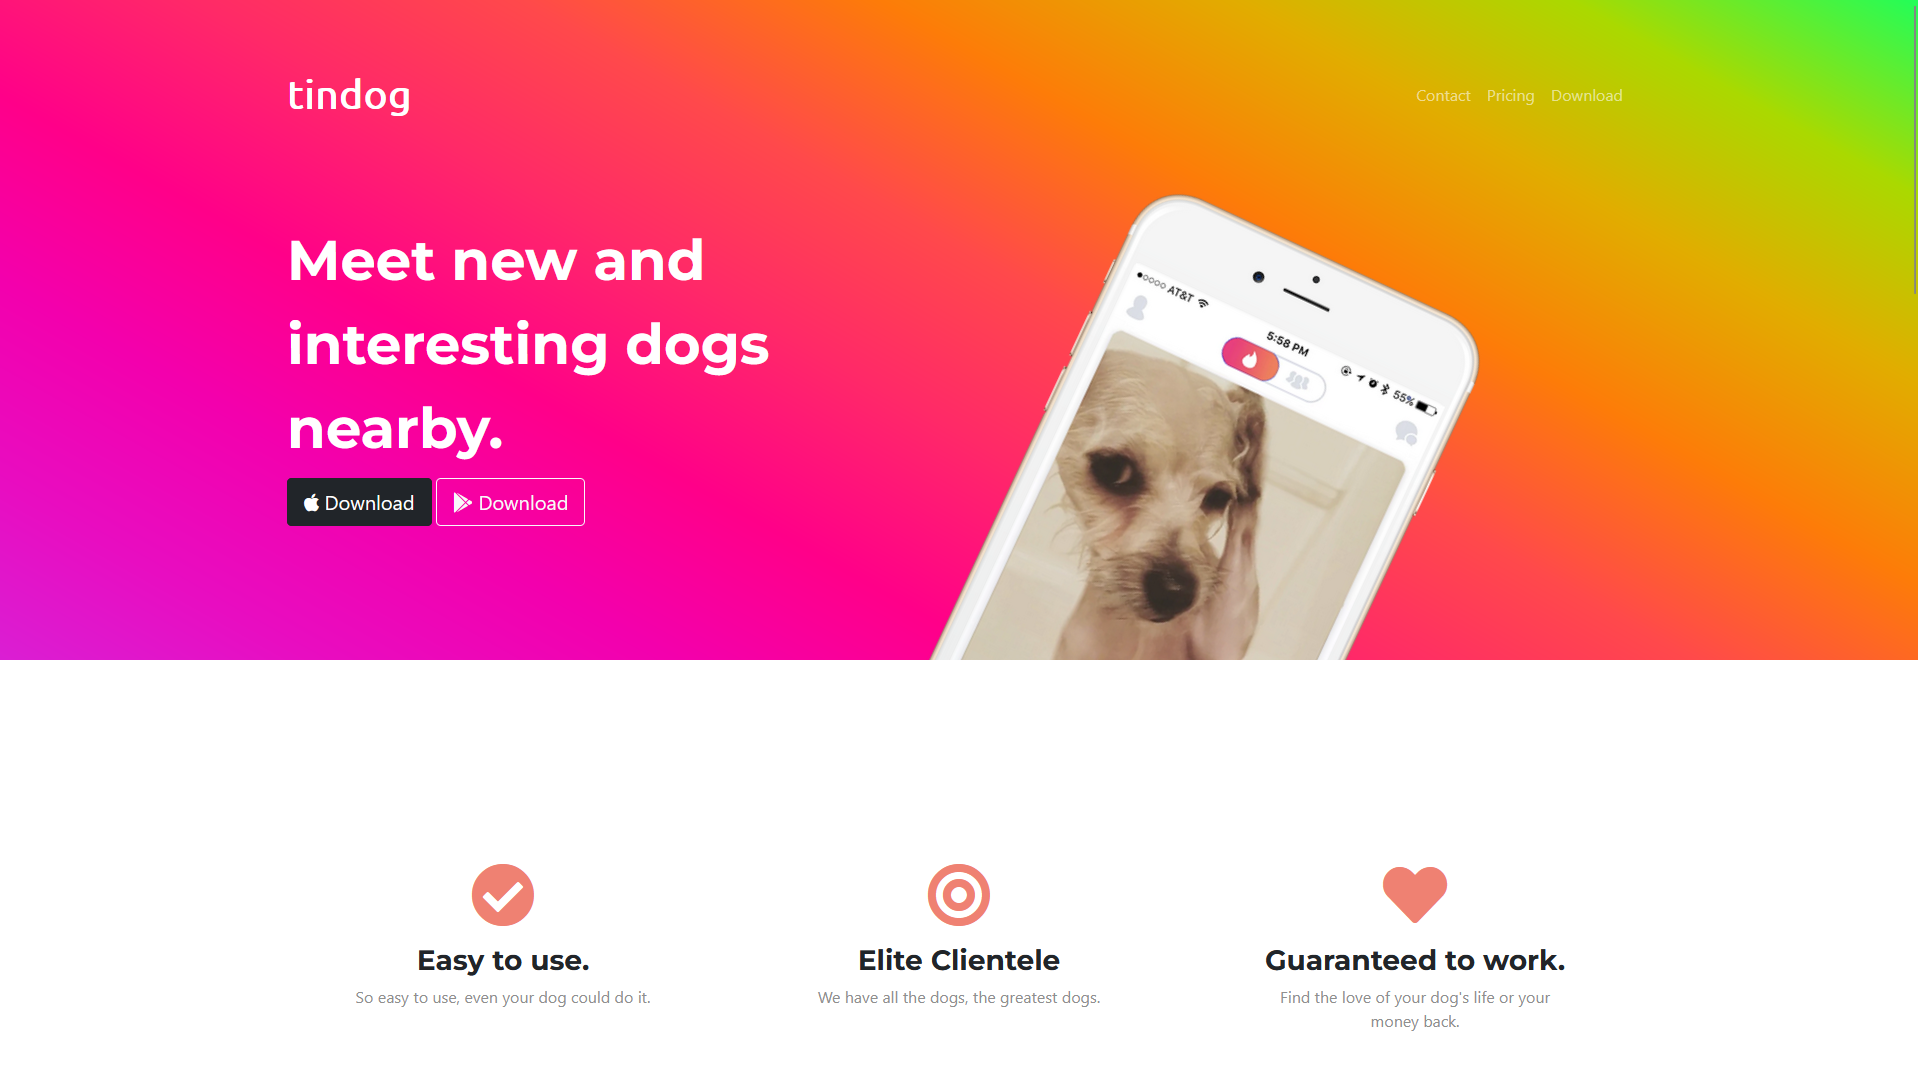 tindog
Contact Pricing Download
Meet new and
interesting dogs
nearby.
Download Download
AT&T
5:58 PM
55%
Easy to use.
So easy to use, even your dog could do it.
Elite Clientele
We have all the dogs, the greatest dogs.
Guaranteed to work.
Find the love of your dog's life or your
money back.